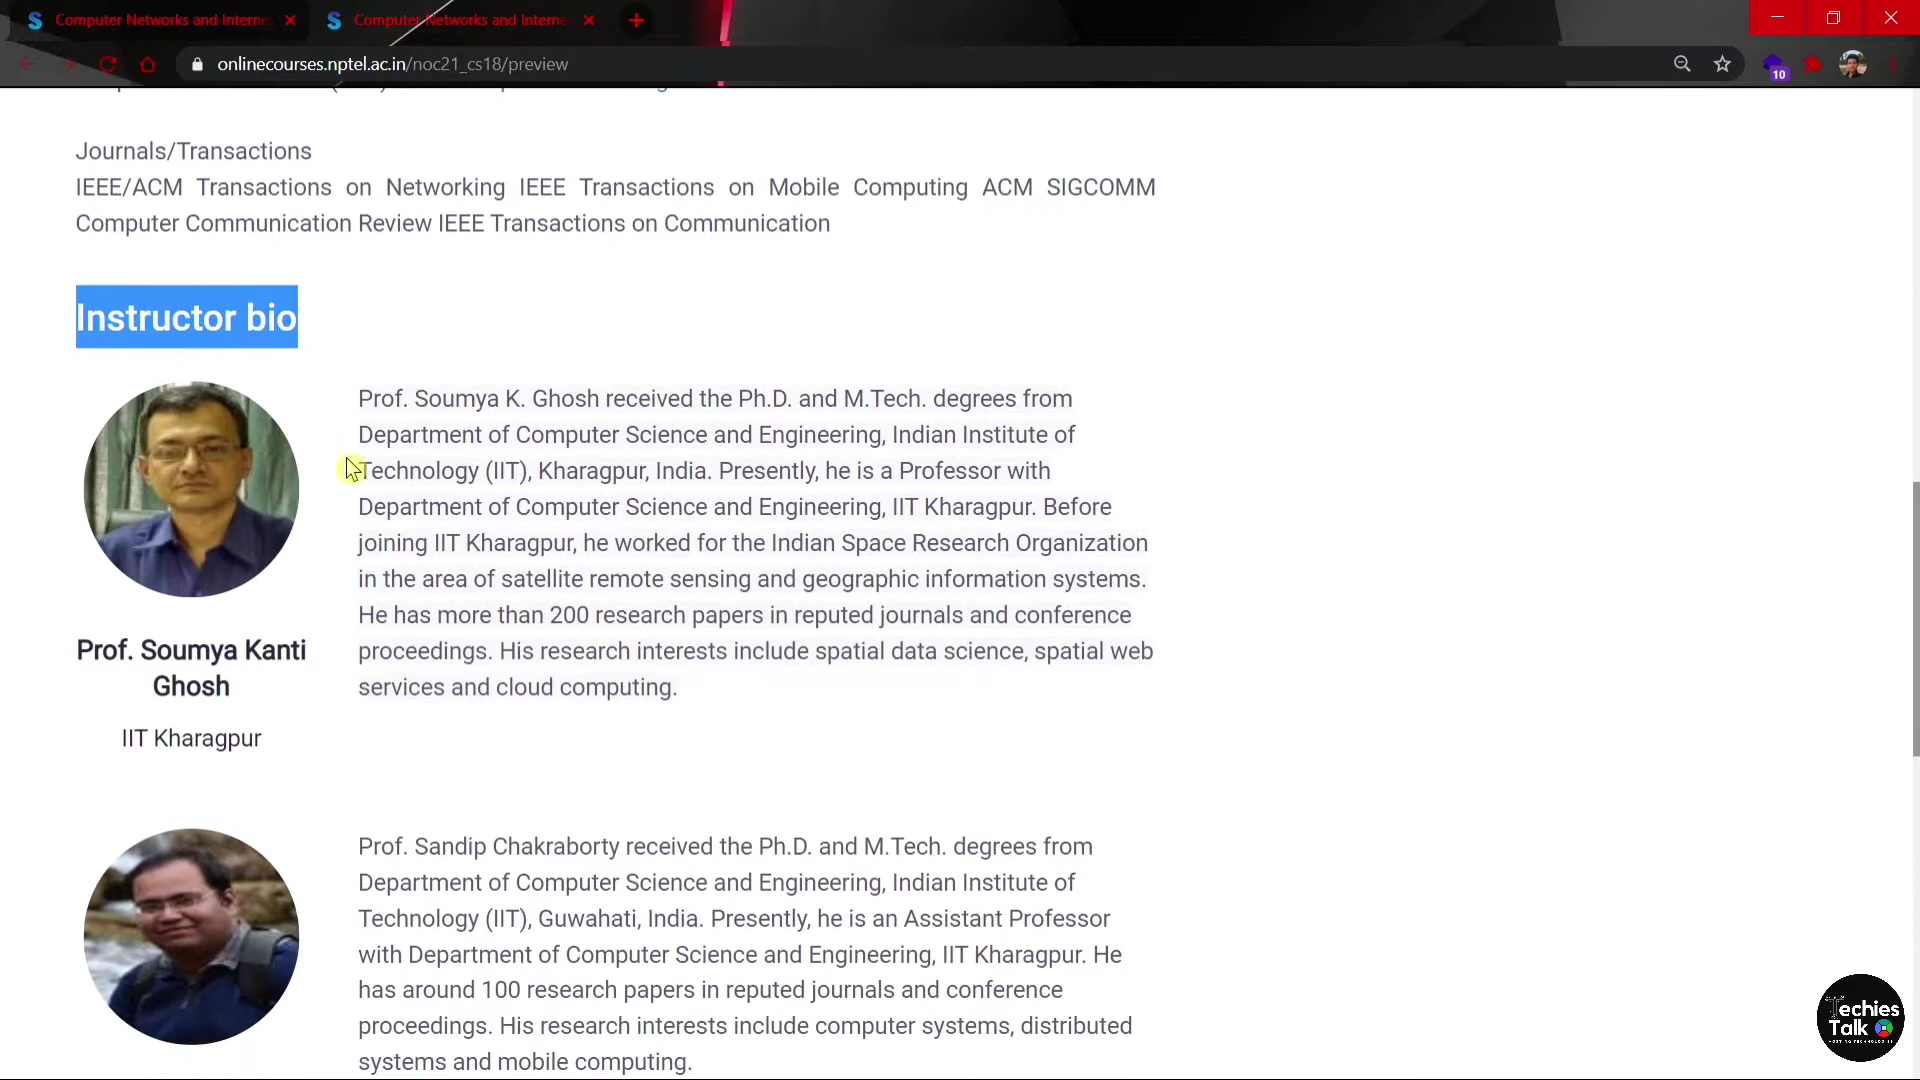 Computer Networks and Interne
Computer Networks and Interne
onlinecourses.nptel.ac.in/noc21_cs18/preview
10
Journals/Transactions
IEEE/ACM Transactions on Networking IEEE Transactions on Mobile Computing ACM SIGCOMM
Computer Communication Review IEEE Transactions on Communication
Instructor bio
Prof. Soumya K. Ghosh received the Ph.D. and M.Tech. degrees from
Department of Computer Science and Engineering, Indian Institute of
Technology (IIT), Kharagpur, India. Presently, he is a Professor with
Department of Computer Science and Engineering, IIT Kharagpur. Before
joining IIT Kharagpur, he worked for the Indian Space Research Organization
in the area of satellite remote sensing and geographic information systems.
He has more than 200 research papers in reputed journals and conference
proceedings. His research interests include spatial data science, spatial web
services and cloud computing.
Prof. Soumya Kanti
Ghosh
IIT Kharagpur
Prof. Sandip Chakraborty received the Ph.D. and M.Tech. degrees from
Department of Computer Science and Engineering, Indian Institute of
Technology (IIT), Guwahati, India. Presently, he is an Assistant Professor
with Department of Computer Science and Engineering, IIT Kharagpur. He
has around 100 research papers in reputed journals and conference
proceedings. His research interests include computer systems, distributed
systems and mobile computing.
Techies
Talk